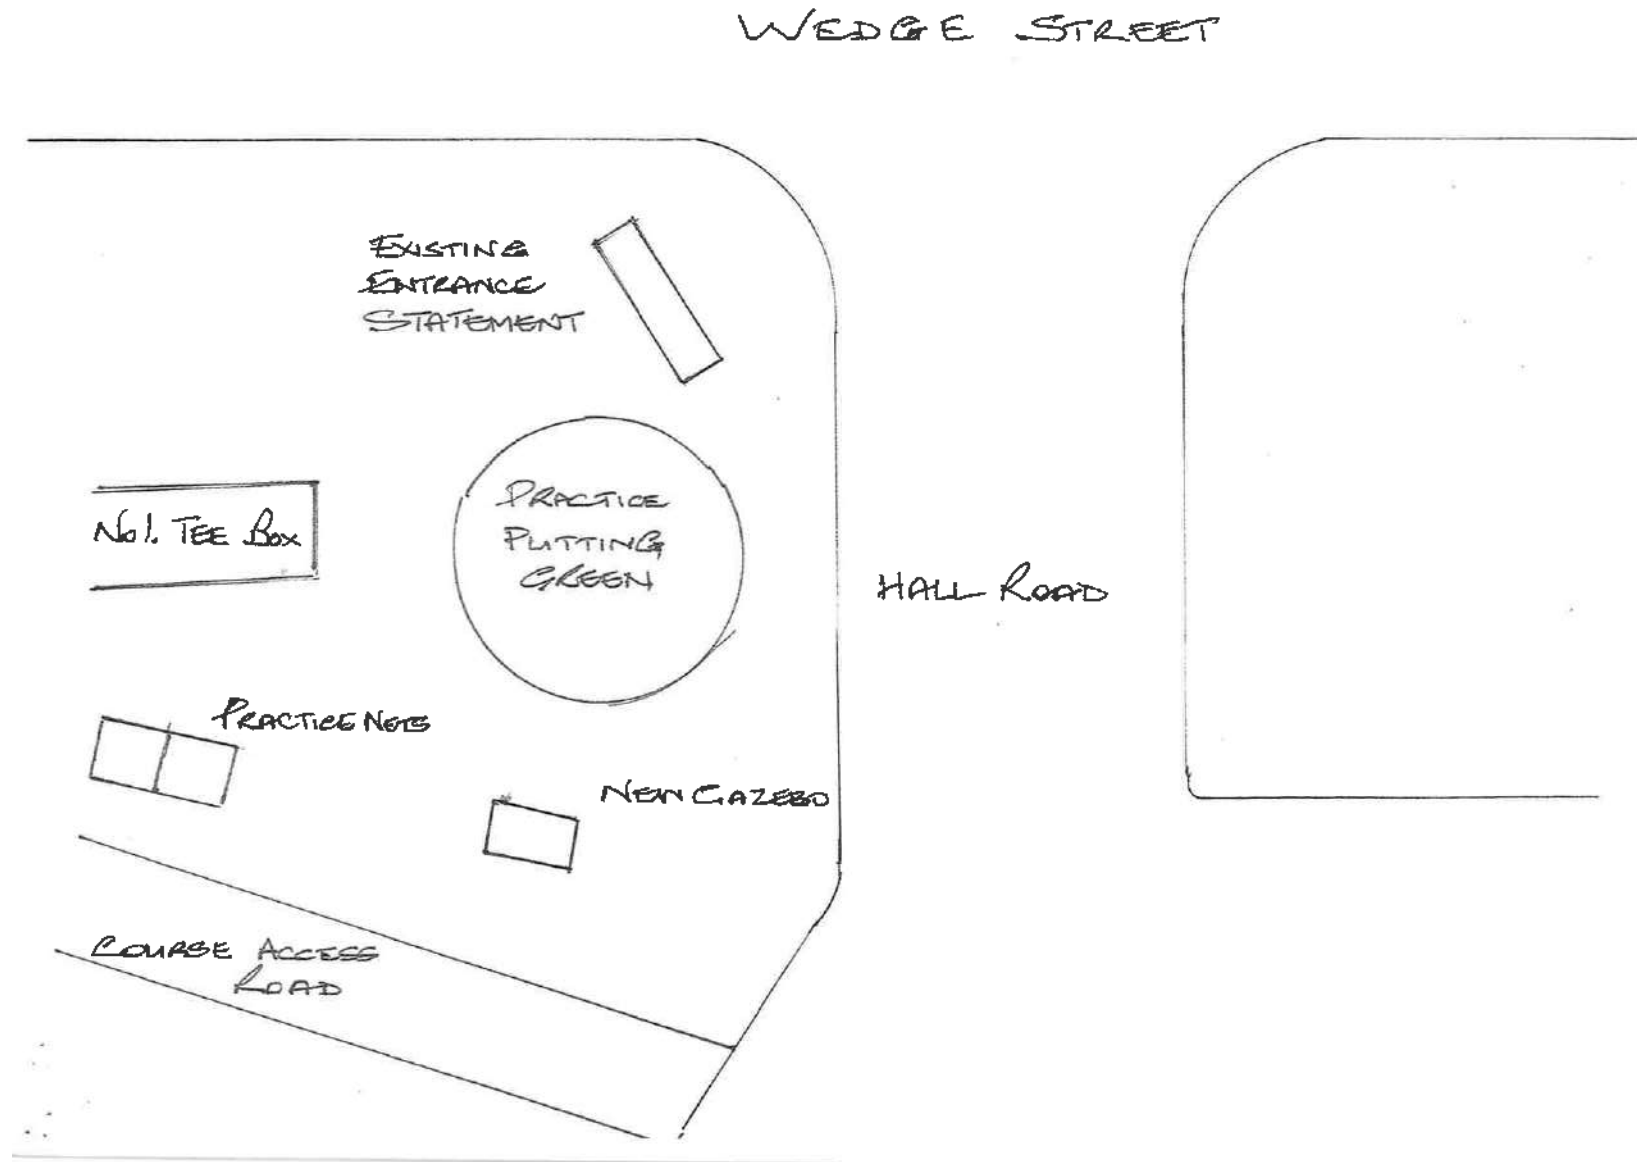 WEDGE STREET
EXISTING
ENTRANCE
STATEMENT
No1. TEE Box
PRACTICE
PUTTING
GREEN
HALL ROAD
PRACTICE NETS
NEW GAZEBO
COURSE ACCESS
ROAD